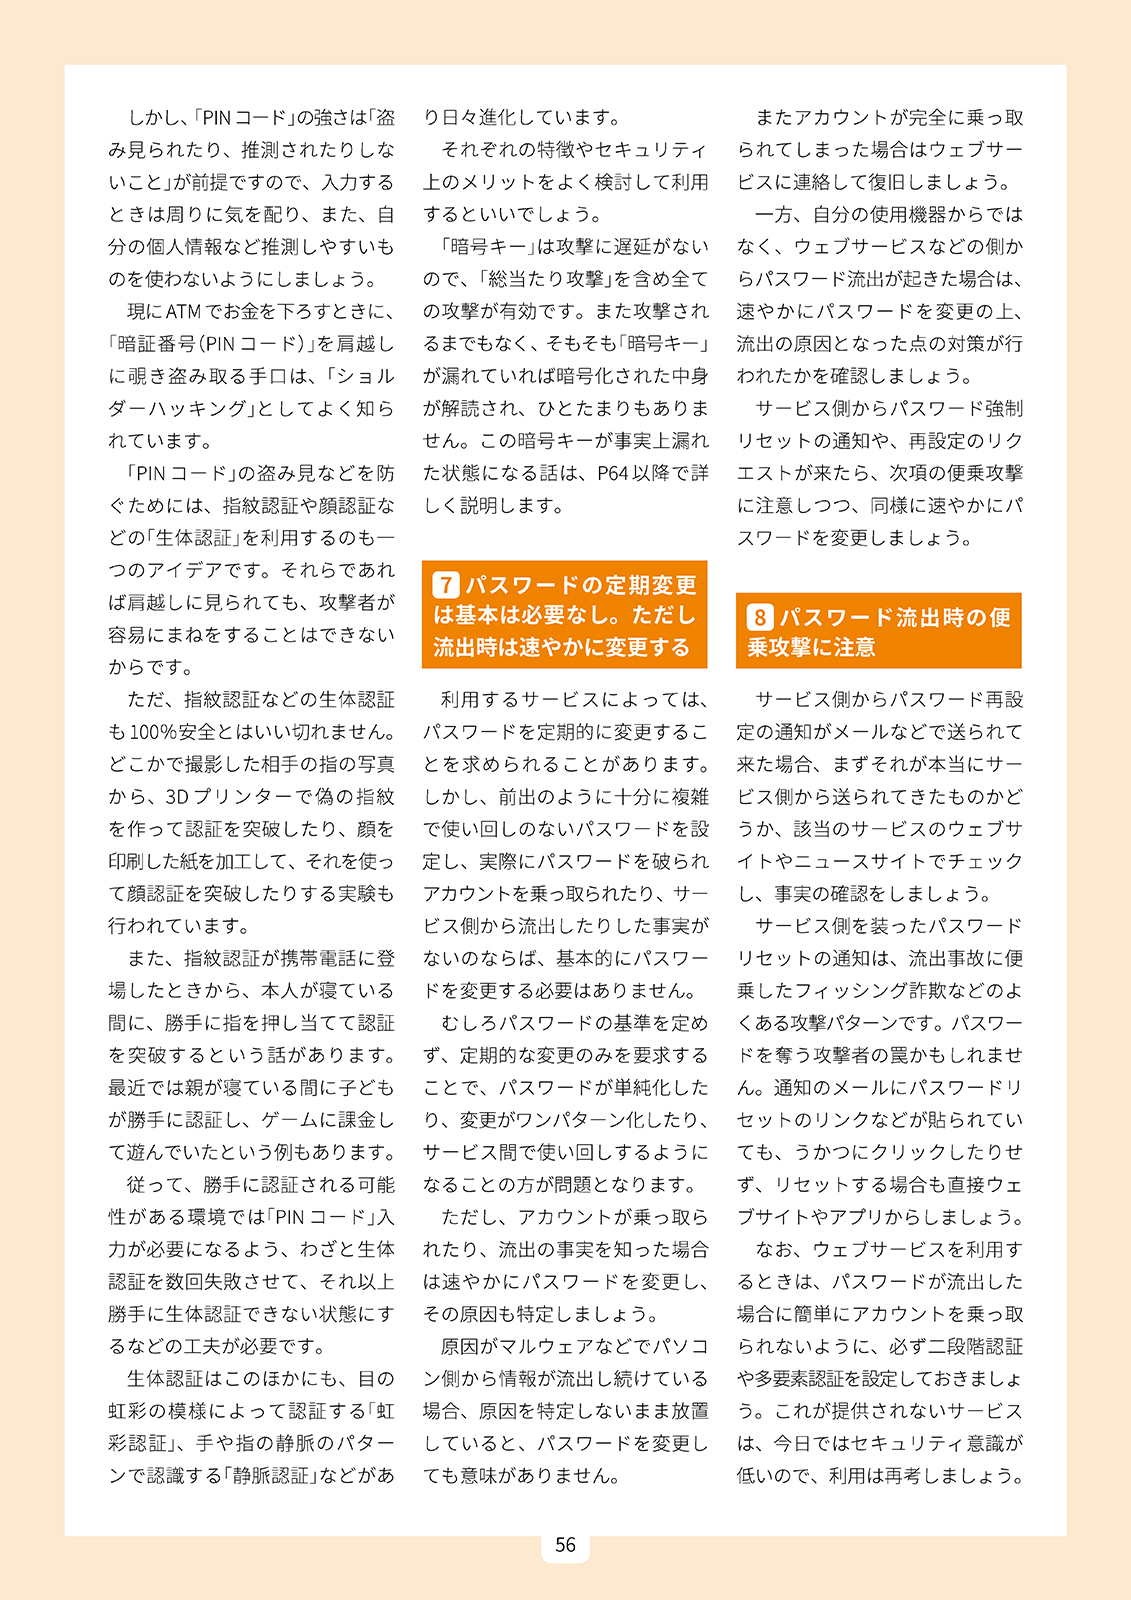 しかし、「PINコード」の強さは「盗
み見られたり、推測されたりしな
いこと」が前提ですので、入力する
ときは周りに気を配り、また、自
分の個人情報など推測しやすいも
のを使わないようにしましょう。
現にATMでお金を下ろすときに、
「暗証番号(PINコード)」を肩越し
に覗き盗み取る手口は、「ショル
ダーハッキング」としてよく知ら
れています。
「PINコード」の盗み見などを防
ぐためには、指紋認証や顔認証な
どの「生体認証」を利用するのも一
つのアイデアです。それらであれ
ば肩越しに見られても、攻撃者が
容易にまねをすることはできない
からです。
ただ、指紋認証などの生体認証
も100%安全とはいい切れません。
どこかで撮影した相手の指の写真
から、3Dプリンターで偽の指紋
を作って認証を突破したり、顔を
印刷した紙を加工して、それを使っ
て顔認証を突破したりする実験も
行われています。
また、指紋認証が携帯電話に登
場したときから、本人が寝ている
間に、勝手に指を押し当てて認証
を突破するという話があります。
最近では親が寝ている間に子ども
が勝手に認証し、ゲームに課金し
て遊んでいたという例もあります。
従って、勝手に認証される可能
性がある環境では「PINコード」入
力が必要になるよう、わざと生体
認証を数回失敗させて、それ以上
勝手に生体認証できない状態にす
るなどの工夫が必要です。
生体認証はこのほかにも、目の
虹彩の模様によって認証する「虹
彩認証」、手や指の静脈のパター
ンで認識する「静脈認証」などがあ
り日々進化しています。
それぞれの特徴やセキュリティ
上のメリットをよく検討して利用
するといいでしょう。
「暗号キー」は攻撃に遅延がない
ので、「総当たり攻撃」を含め全て
の攻撃が有効です。また攻撃され
るまでもなく、そもそも「暗号キー」
が漏れていれば暗号化された中身
が解読され、ひとたまりもありま
せん。この暗号キーが事実上漏れ
た状態になる話は、P64以降で詳
しく説明します。
7 パスワードの定期変更
は基本は必要なし。ただし
流出時は速やかに変更する
利用するサービスによっては、
パスワードを定期的に変更するこ
とを求められることがあります。
しかし、前出のように十分に複雑
で使い回しのないパスワードを設
定し、実際にパスワードを破られ
アカウントを乗っ取られたり、サー
ビス側から流出したりした事実が
ないのならば、基本的にパスワー
ドを変更する必要はありません。
むしろパスワードの基準を定め
ず、定期的な変更のみを要求する
ことで、パスワードが単純化した
り、変更がワンパターン化したり、
サービス間で使い回しするように
なることの方が問題となります。
ただし、アカウントが乗っ取ら
れたり、流出の事実を知った場合
は速やかにパスワードを変更し、
その原因も特定しましょう。
原因がマルウェアなどでパソコ
ン側から情報が流出し続けている
場合、原因を特定しないまま放置
していると、パスワードを変更し
ても意味がありません。
またアカウントが完全に乗っ取
られてしまった場合はウェブサー
ビスに連絡して復旧しましょう。
一方、自分の使用機器からでは
なく、ウェブサービスなどの側か
らパスワード流出が起きた場合は、
速やかにパスワードを変更の上、
流出の原因となった点の対策が行
われたかを確認しましょう。
サービス側からパスワード強制
リセットの通知や、再設定のリク
エストが来たら、次項の便乗攻撃
に注意しつつ、同様に速やかにパ
スワードを変更しましょう。
8 パスワード流出時の便
乗攻撃に注意
サービス側からパスワード再設
定の通知がメールなどで送られて
来た場合、まずそれが本当にサー
ビス側から送られてきたものかど
うか、該当のサービスのウェブサ
イトやニュースサイトでチェック
し、事実の確認をしましょう。
サービス側を装ったパスワード
リセットの通知は、流出事故に便
乗したフィッシング詐欺などのよ
くある攻撃パターンです。パスワー
ドを奪う攻撃者の罠かもしれませ
ん。通知のメールにパスワードリ
セットのリンクなどが貼られてい
ても、うかつにクリックしたりせ
ず、リセットする場合も直接ウェ
ブサイトやアプリからしましょう。
なお、ウェブサービスを利用す
るときは、パスワードが流出した
場合に簡単にアカウントを乗っ取
られないように、必ず二段階認証
や多要素認証を設定しておきましょ
う。これが提供されないサービス
は、今日ではセキュリティ意識が
低いので、利用は再考しましょう。
56